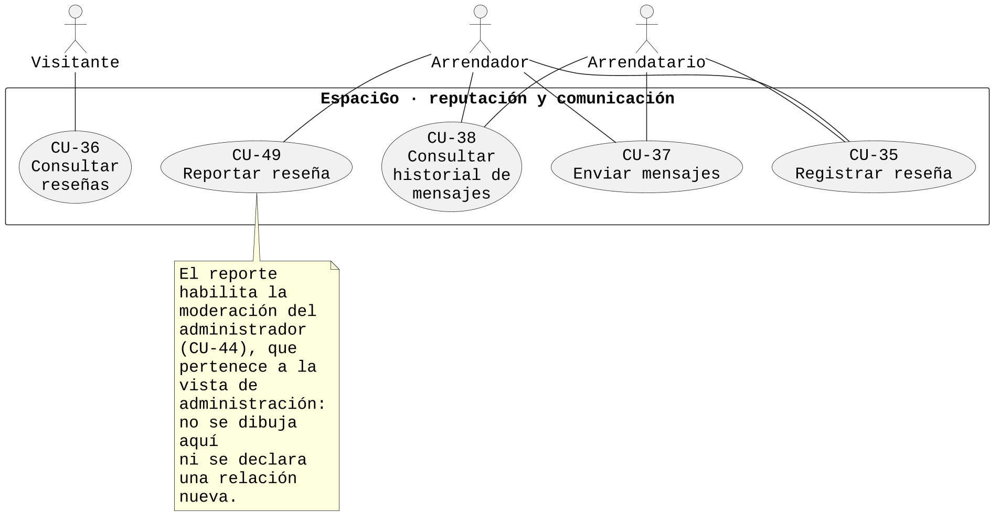 Visitante
Arrendador
Arrendatario
EspaciGo · reputación y comunicación
CU-36
Consultar
reseñas
CU-49
Reportar reseña
CU-38
Consultar
historial de
mensajes
CU-37
Enviar mensajes
CU-35
Registrar reseña
El reporte
habilita la
moderación del
administrador
(CU-44), que
pertenece a la
vista de
administración:
no se dibuja
aquí
ni se declara
una relación
nueva.